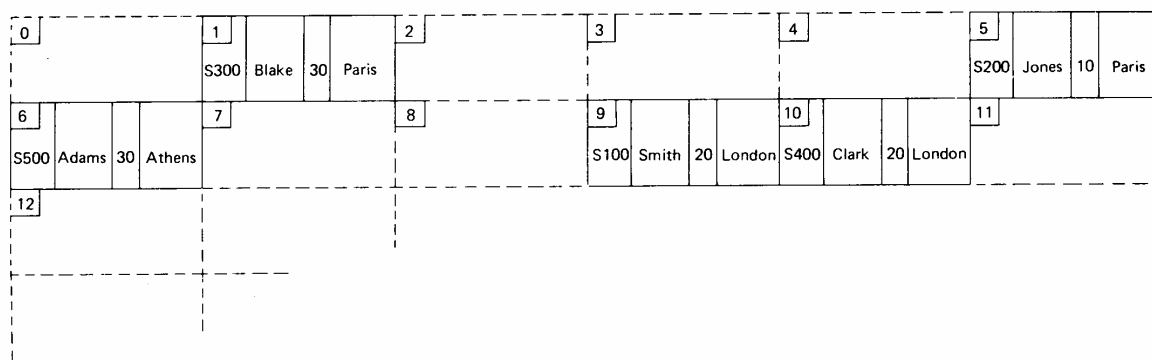 0 1 2 3 4 5
S300 Blake 30 Paris S200 Jones 10 Paris
6 7 8 9 10 11
S500 Adams 30 Athens S100 Smith 20 London S400 Clark 20 London
12